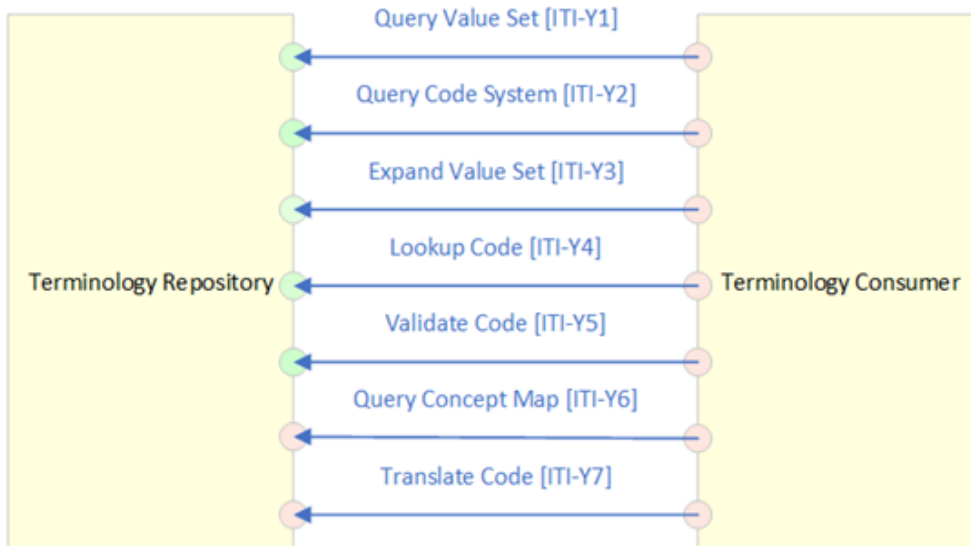 Query Value Set [ITI-Y1]
Query Code System [ITI-Y2]
Expand Value Set [ITI-Y3]
Lookup Code [ITI-Y4]
Terminology Repository
Terminology Consumer
Validate Code [ITI-Y5]
Query Concept Map [ITI-Y6]
Translate Code [ITI-Y7]